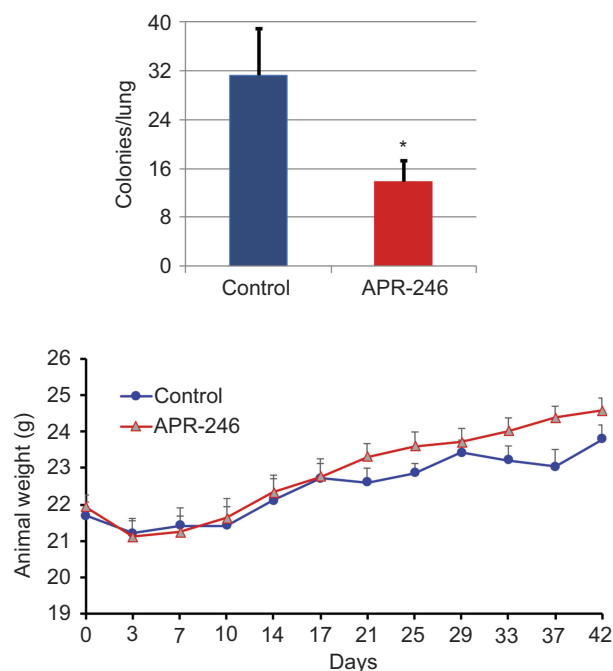 40
32
24
16
8
0
Colonies/lung
*
Control
APR-246
26
25
24
23
22
21
20
19
Animal weight (g)
Control
APR-246
0 3 7 10 14 17 21 25 29 33 37 42
Days